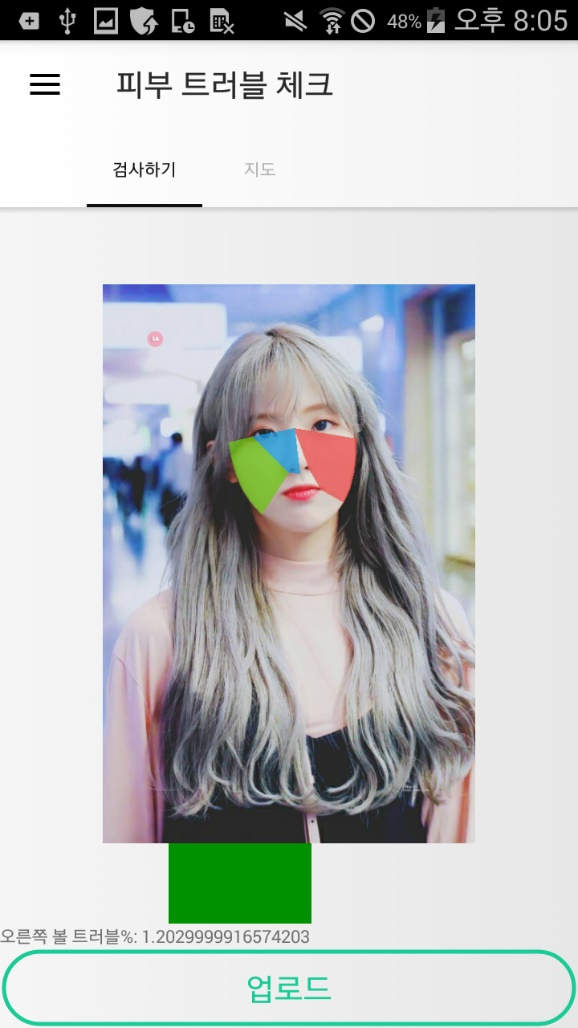 48% 오후 8:05
피부 트러블 체크
검사하기 지도
오른쪽 볼 트러블%: 1.2029999916574203
업로드